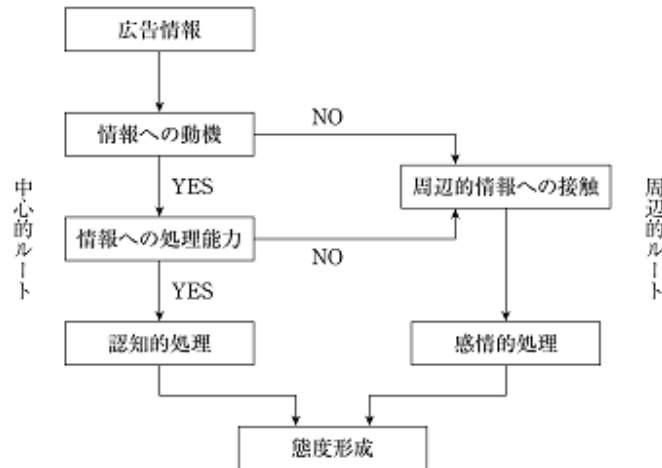 広告情報
情報への動機
NO
YES
周辺的情報への接触
中心的ルート
周辺的ルート
情報への処理能力
NO
YES
認知的処理
感情的処理
態度形成